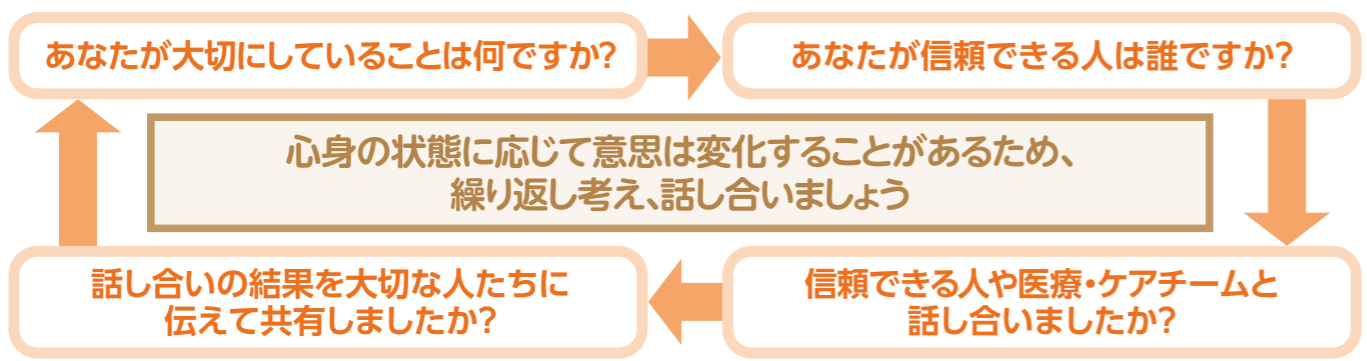 あなたが大切にしていることは何ですか？
あなたが信頼できる人は誰ですか？
心身の状態に応じて意思は変化することがあるため、
繰り返し考え、話し合いましょう
話し合いの結果を大切な人たちに
伝えて共有しましたか？
信頼できる人や医療・ケアチームと
話し合いましたか？